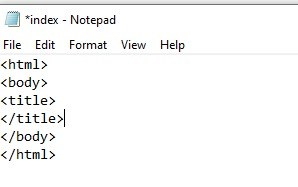 *index - Notepad
File Edit Format View Help
<html>
<body>
<title>
</title>
</body>
</html>